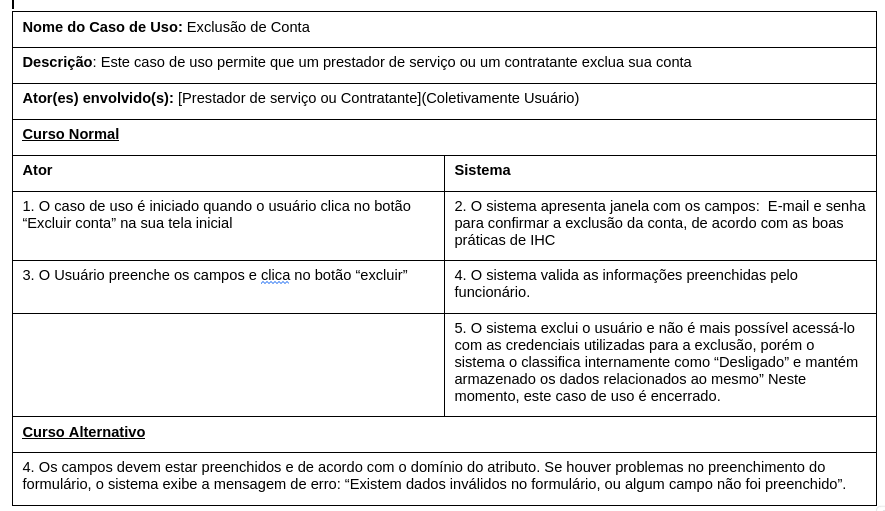 Nome do Caso de Uso: Exclusão de Conta
Descrição: Este caso de uso permite que um prestador de serviço ou um contratante exclua sua conta
Ator(es) envolvido(s): [Prestador de serviço ou Contratante](Coletivamente Usuário)
Curso Normal
Ator
Sistema
1. O caso de uso é iniciado quando o usuário clica no botão
“Excluir conta” na sua tela inicial
2. O sistema apresenta janela com os campos:  E-mail e senha
para confirmar a exclusão da conta, de acordo com as boas
práticas de IHC
3. O Usuário preenche os campos e clica no botão “excluir”
4. O sistema valida as informações preenchidas pelo
funcionário.
5. O sistema exclui o usuário e não é mais possível acessá-lo
com as credenciais utilizadas para a exclusão, porém o
sistema o classifica internamente como “Desligado” e mantém
armazenado os dados relacionados ao mesmo” Neste
momento, este caso de uso é encerrado.
Curso Alternativo
4. Os campos devem estar preenchidos e de acordo com o domínio do atributo. Se houver problemas no preenchimento do
formulário, o sistema exibe a mensagem de erro: “Existem dados inválidos no formulário, ou algum campo não foi preenchido”.